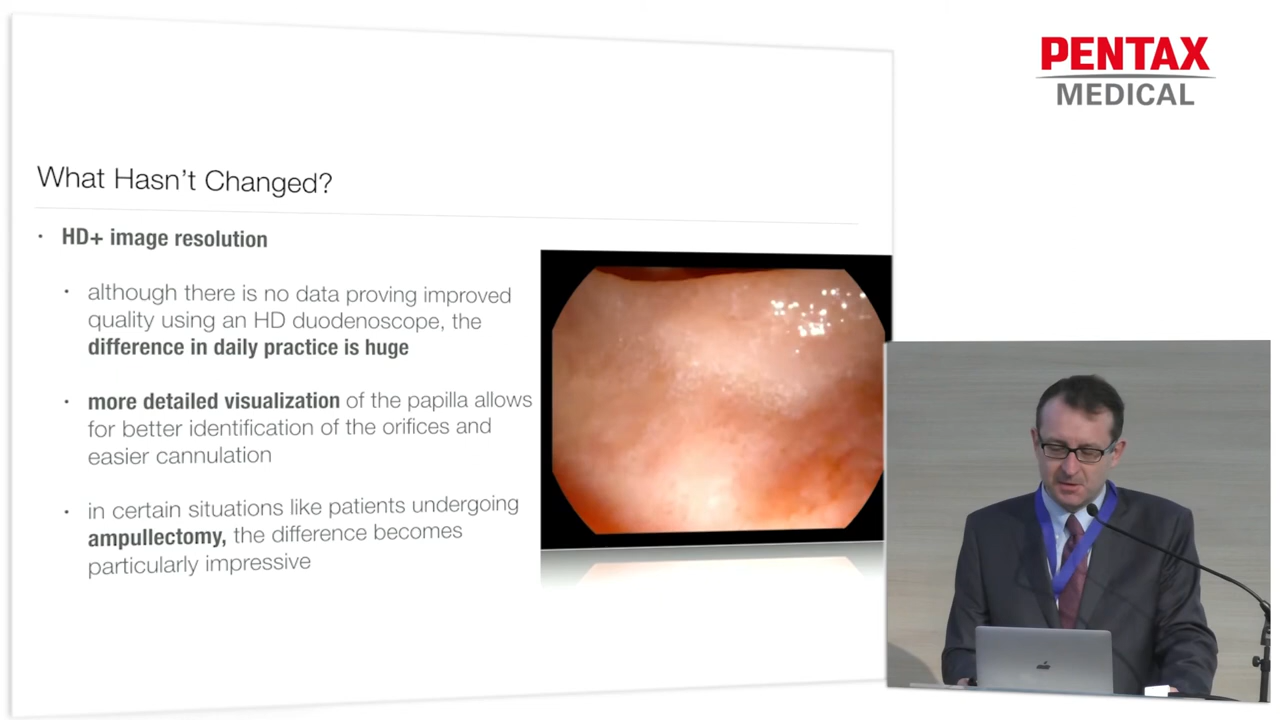 PENTAX
MEDICAL
What Hasn't Changed?
• HD+ image resolution
• although there is no data proving improved
quality using an HD duodenoscope, the
difference in daily practice is huge
• more detailed visualization of the papilla allows
for better identification of the orifices and
easier cannulation
• in certain situations like patients undergoing
ampullectomy, the difference becomes
particularly impressive